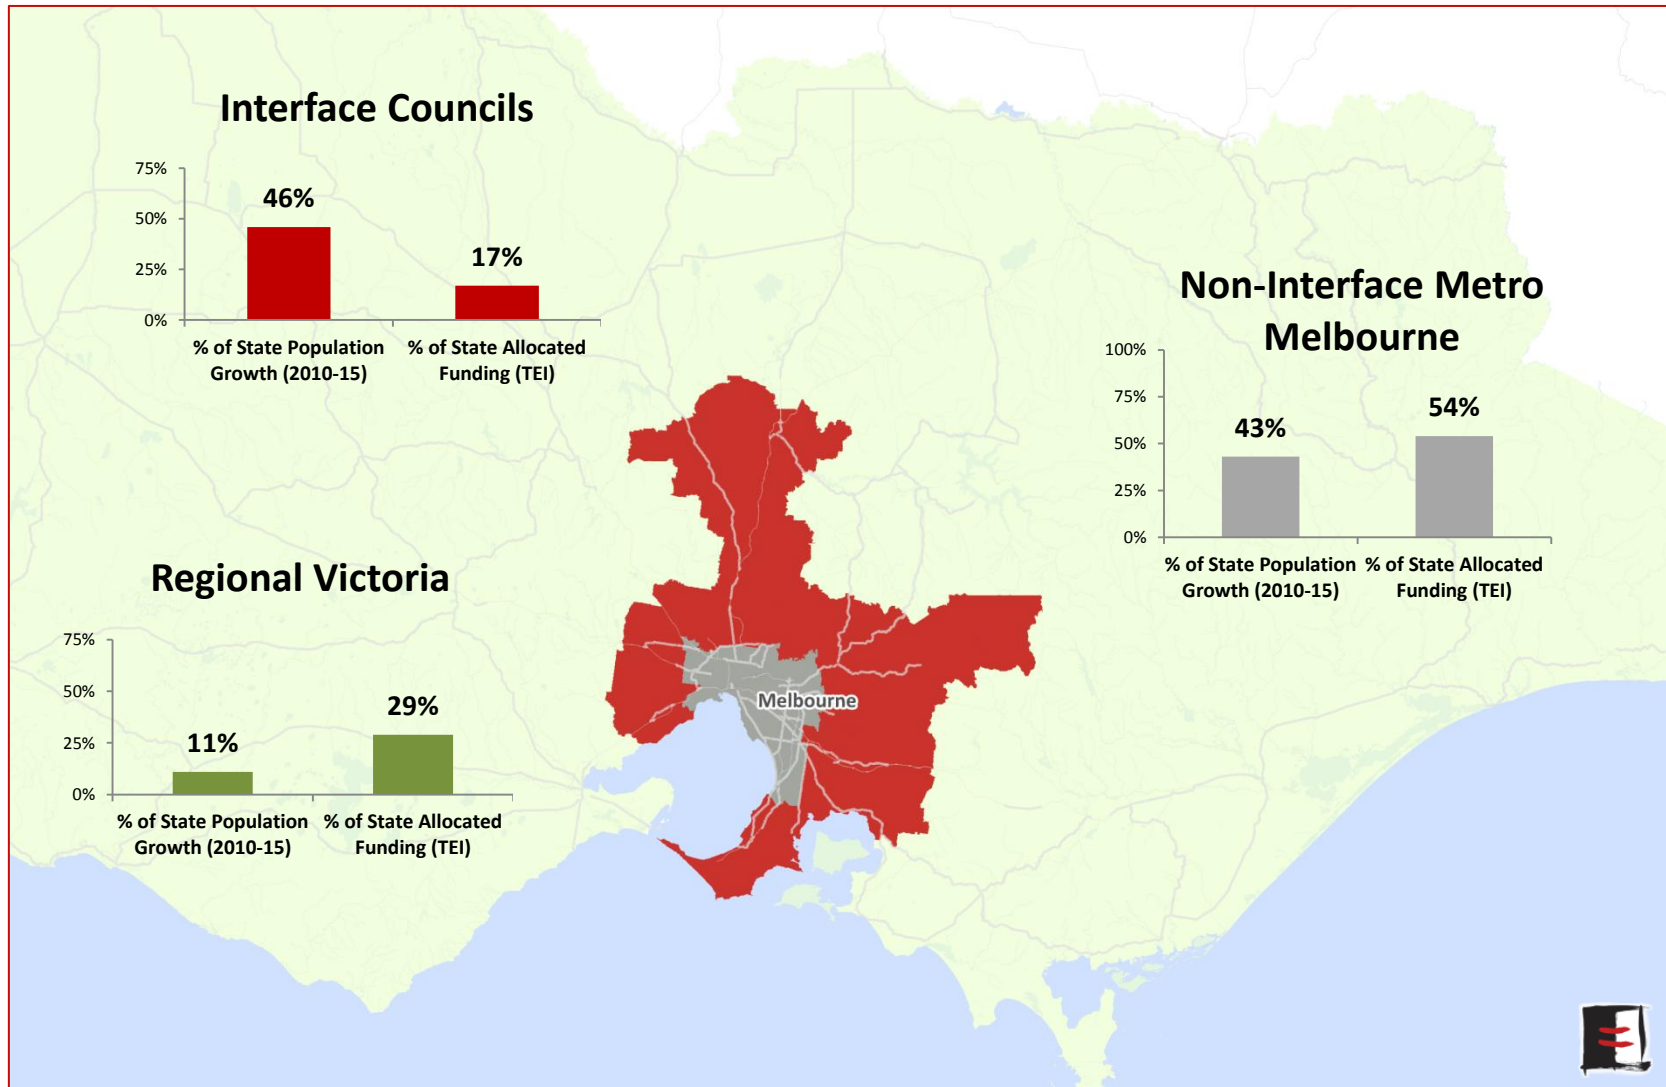 Interface Councils
75%
50%
25%
0%
46%
17%
% of State Population
Growth (2010-15)
% of State Allocated
Funding (TEI)
Non-Interface Metro
Melbourne
100%
75%
50%
25%
0%
43%
54%
% of State Population
Growth (2010-15)
% of State Allocated
Funding (TEI)
Regional Victoria
75%
50%
25%
0%
11%
29%
% of State Population
Growth (2010-15)
% of State Allocated
Funding (TEI)
Melbourne